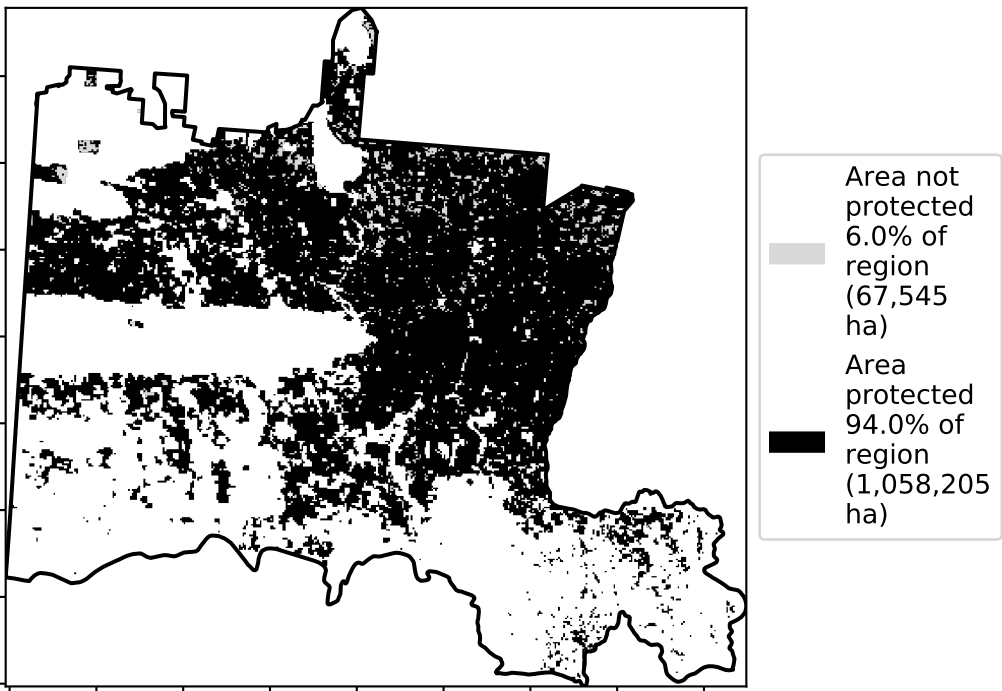 Area not
protected
6.0% of
region
(67,545
ha)
Area
protected
94.0% of
region
(1,058,205
ha)